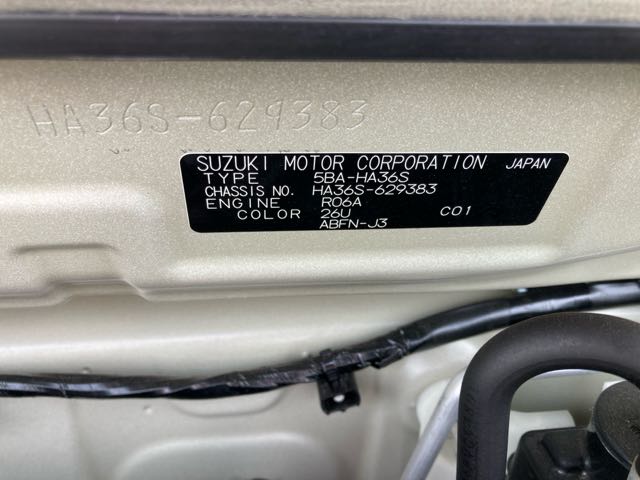 HA36S-629383
SUZUKI MOTOR CORPORATION JAPAN
TYPE 5BA-HA36S
CHASSIS NO. HA36S-629383
ENGINE R06A
COLOR 26U C01
ABFN-J3